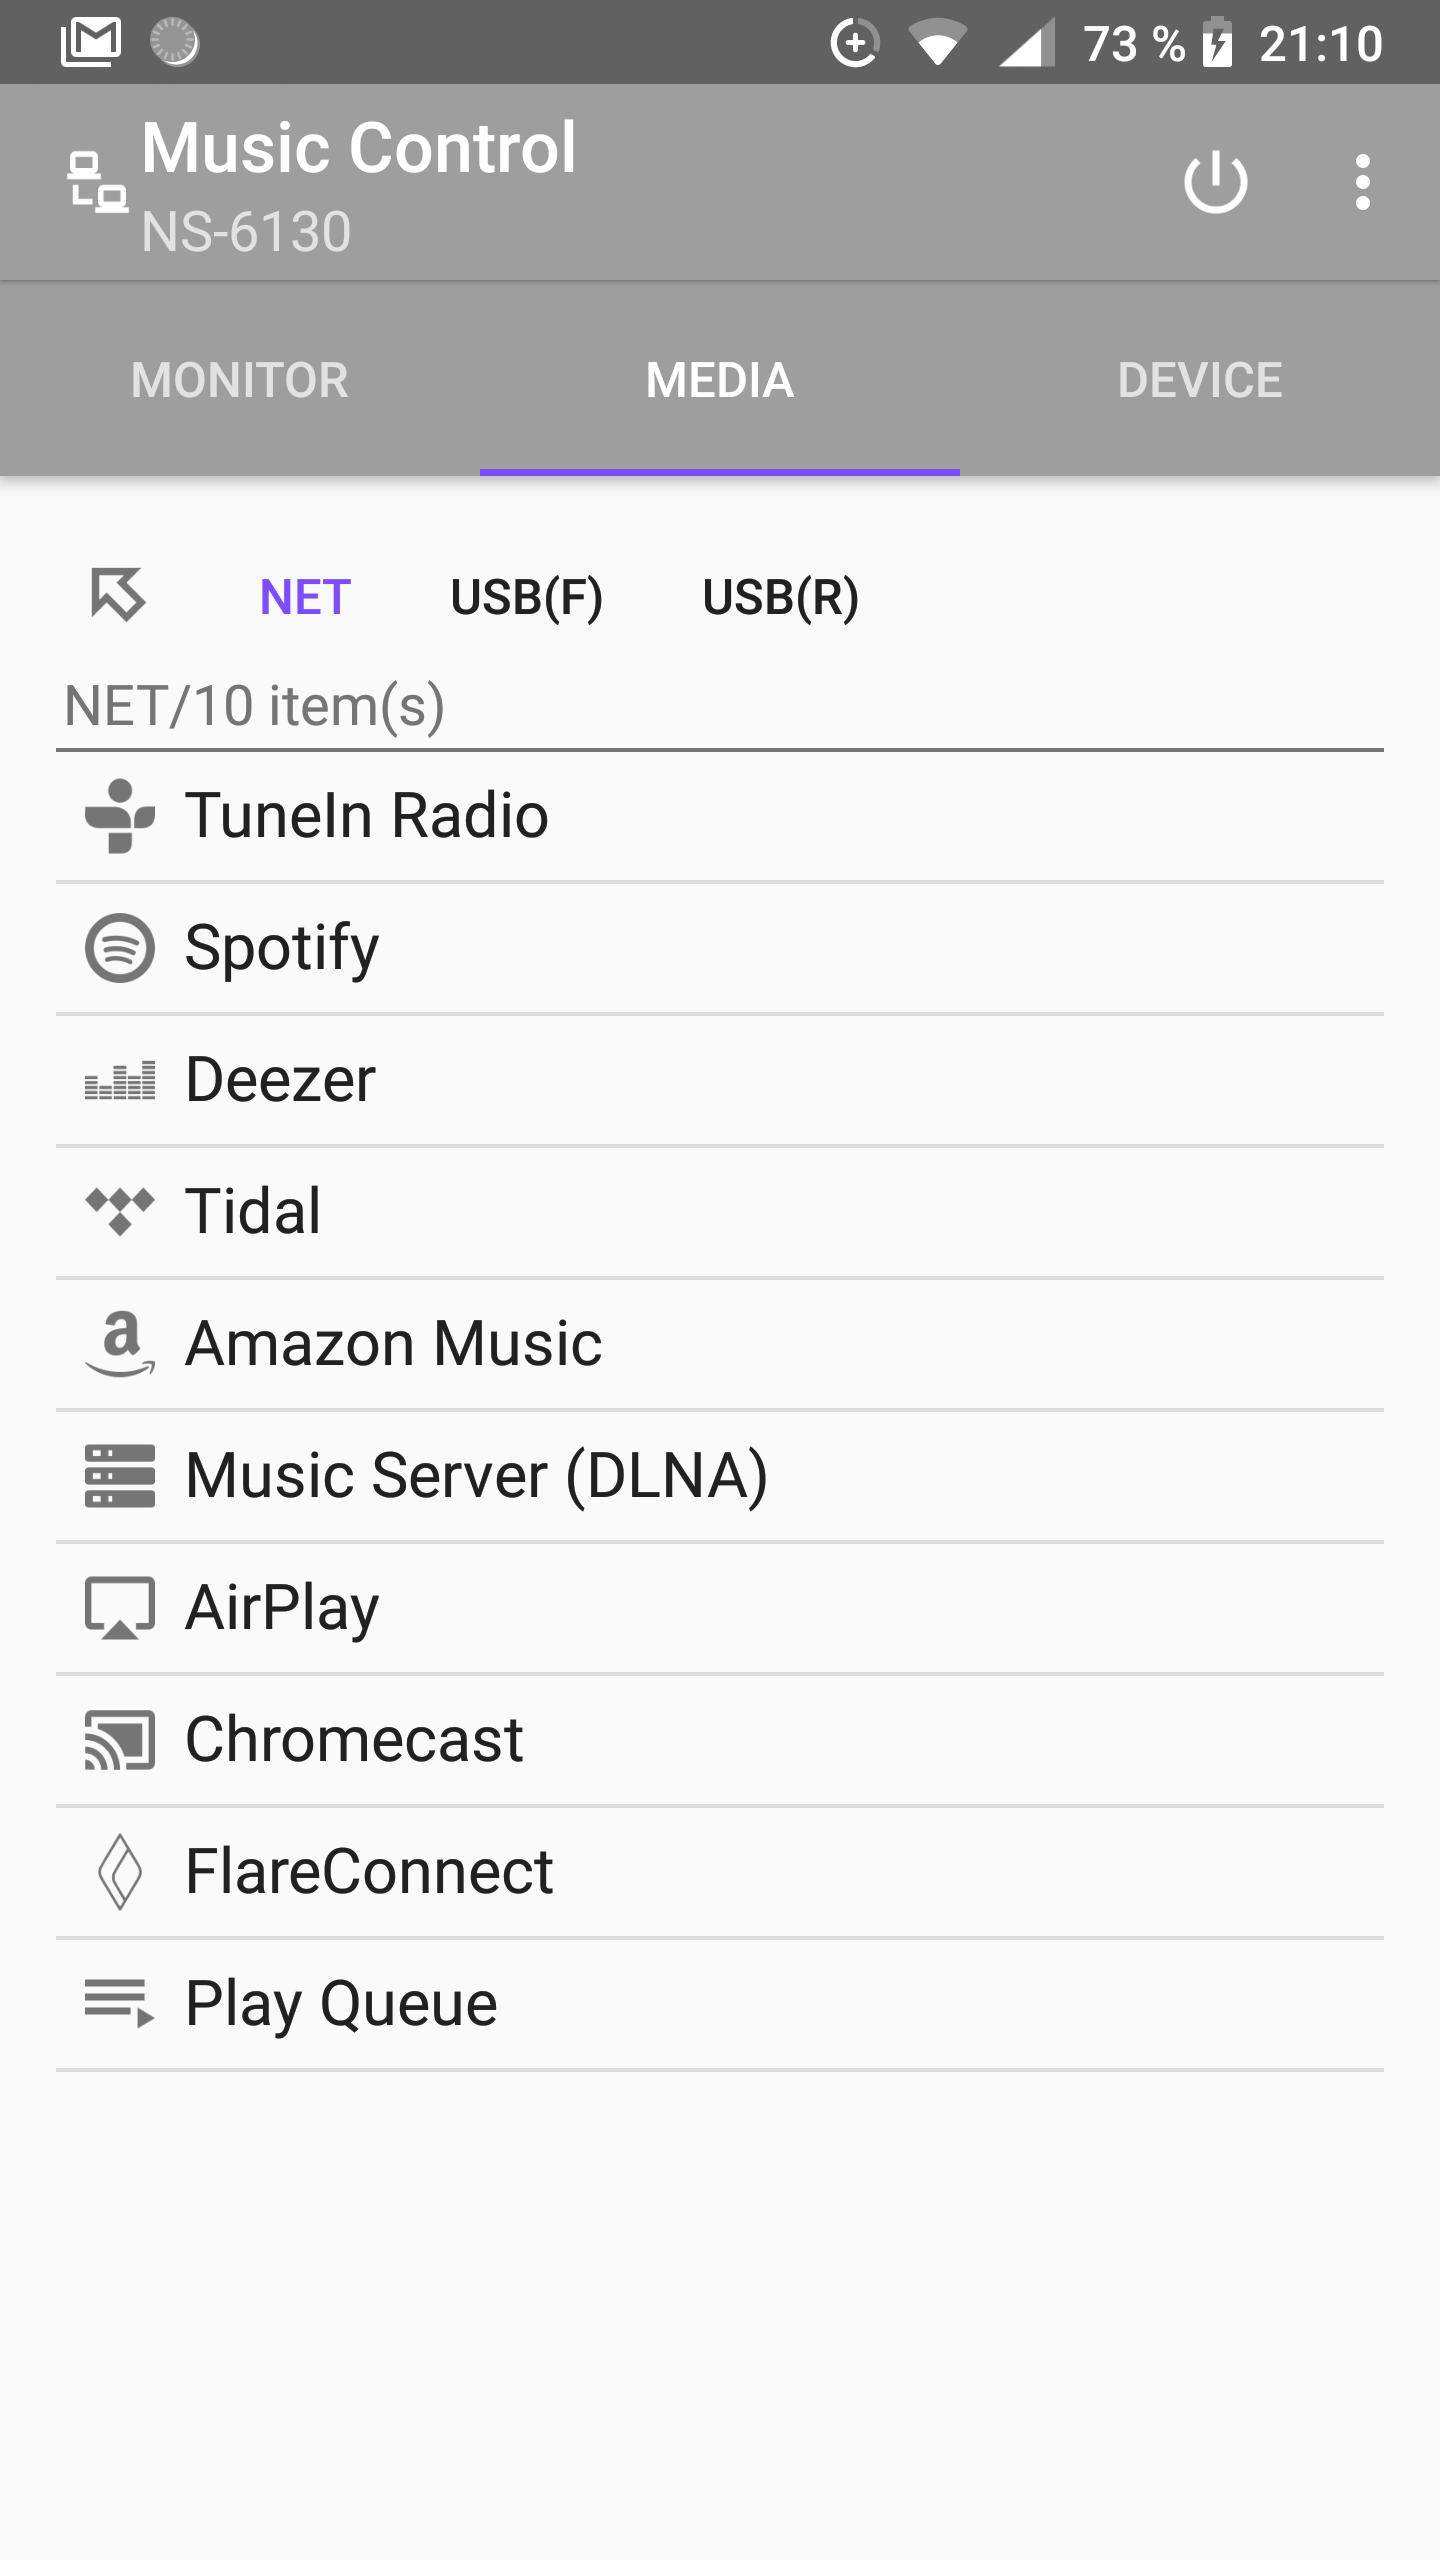 73 % 21:10
Music Control
NS-6130
MONITOR MEDIA DEVICE
NET USB(F) USB(R)
NET/10 item(s)
TuneIn Radio
Spotify
Deezer
Tidal
Amazon Music
Music Server (DLNA)
AirPlay
Chromecast
FlareConnect
Play Queue